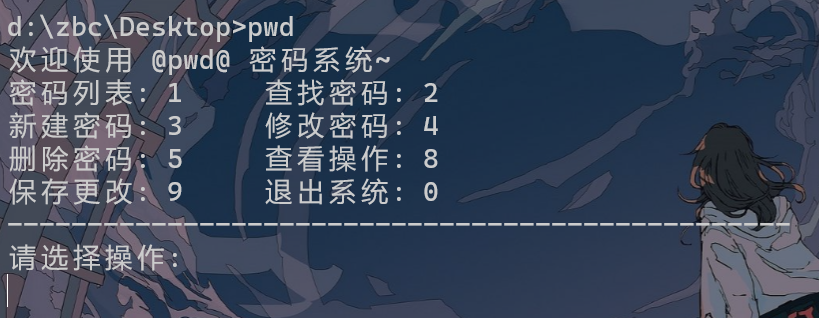 d:\zbc\Desktop>pwd
欢迎使用 @pwd@ 密码系统~
密码列表: 1     查找密码: 2
新建密码: 3     修改密码: 4
删除密码: 5     查看操作: 8
保存更改: 9     退出系统: 0
-------------------------------------------------
请选择操作: